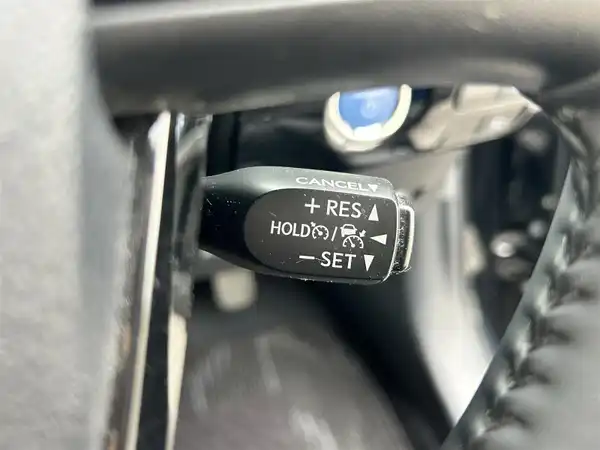 CANCEL▼
+ RES ▲
HOLD / ◀
−SET ▼